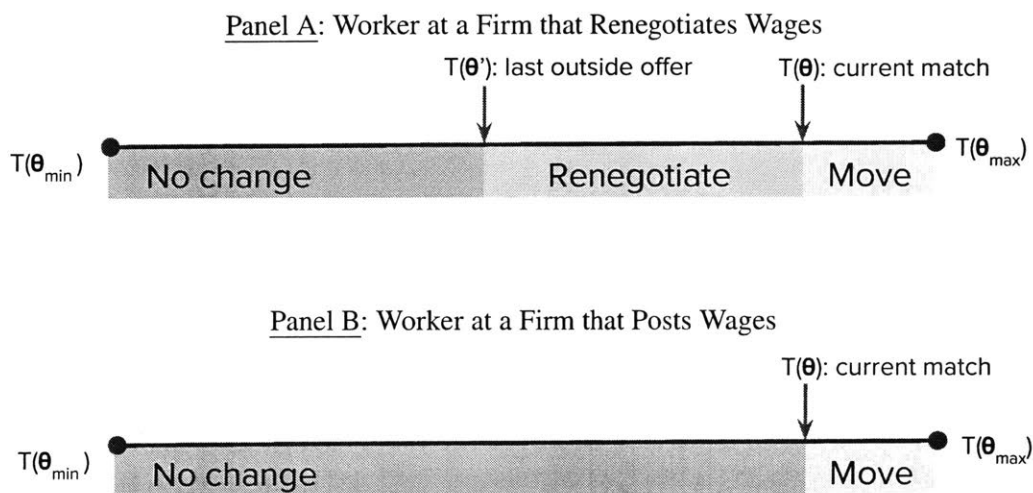 Panel A: Worker at a Firm that Renegotiates Wages
T(θ'): last outside offer T(θ): current match
T(θ_min) T(θ_max)
No change Renegotiate Move
Panel B: Worker at a Firm that Posts Wages
T(θ): current match
T(θ_min) T(θ_max)
No change Move